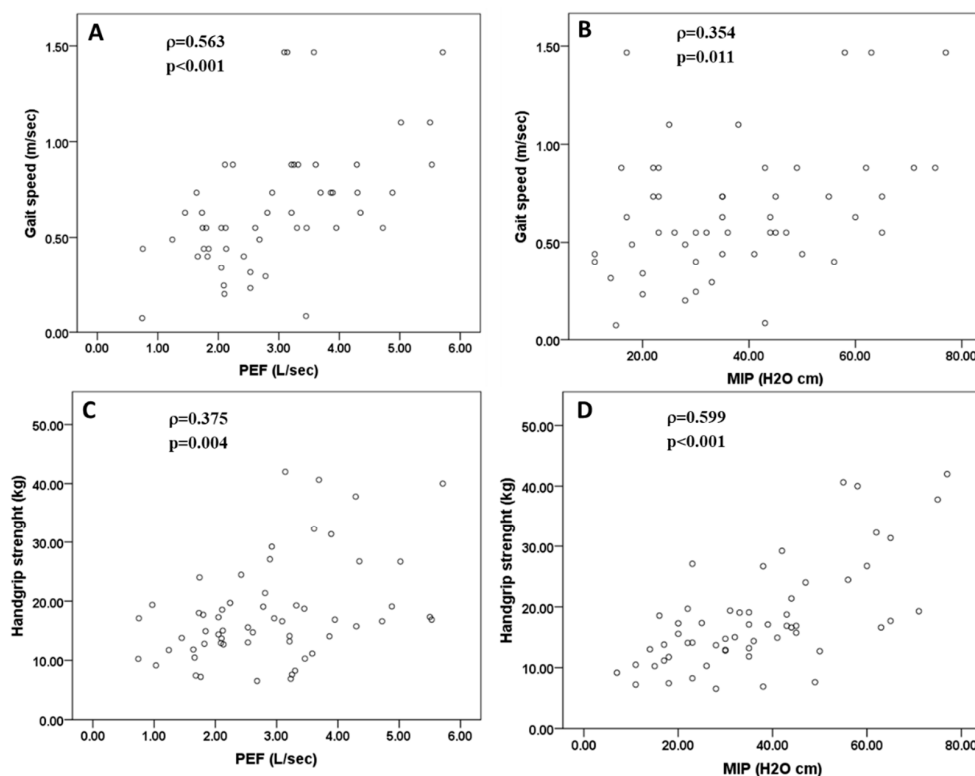 A
ρ=0.563
p<0.001
Gait speed (m/sec)
1.50
1.00
0.50
0.00
0.00 1.00 2.00 3.00 4.00 5.00 6.00
PEF (L/sec)
B
ρ=0.354
p=0.011
Gait speed (m/sec)
1.50
1.00
0.50
0.00
20.00 40.00 60.00 80.00
MIP (H2O cm)
C
ρ=0.375
p=0.004
Handgrip strenght (kg)
50.00
40.00
30.00
20.00
10.00
0.00
0.00 1.00 2.00 3.00 4.00 5.00 6.00
PEF (L/sec)
D
ρ=0.599
p<0.001
Handgrip strenght (kg)
50.00
40.00
30.00
20.00
10.00
0.00
0.00 20.00 40.00 60.00 80.00
MIP (H2O cm)